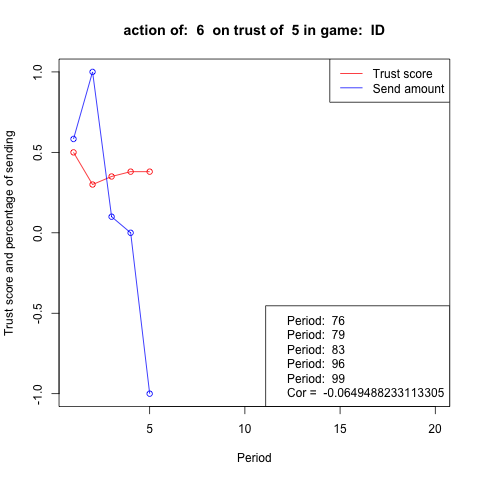 action of:  6  on trust of  5 in game:  ID
Trust score
Send amount
1.0
0.5
0.0
-0.5
-1.0
Trust score and percentage of sending
Period:  76
Period:  79
Period:  83
Period:  96
Period:  99
Cor =  -0.0649488233113305
5
10
15
20
Period